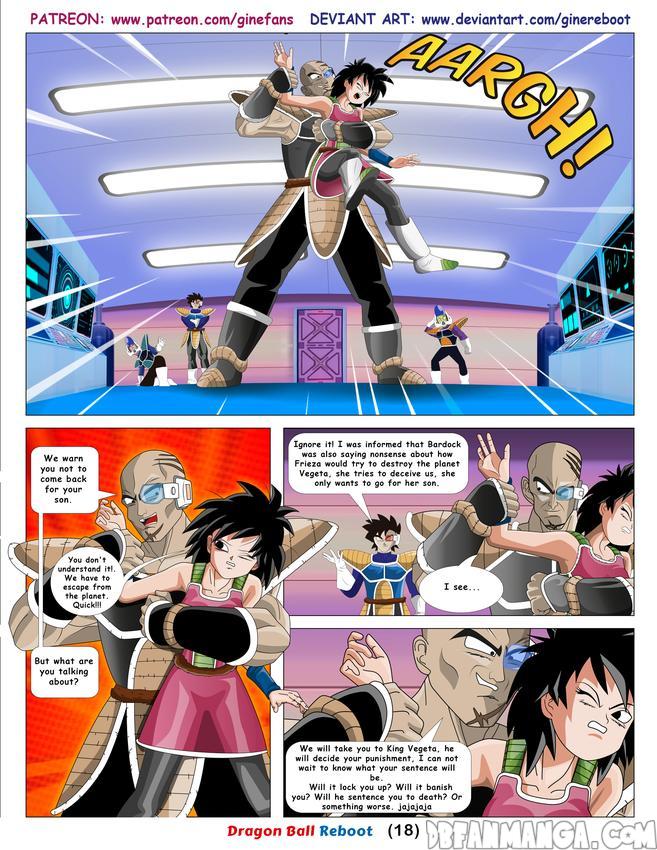 PATREON: www.patreon.com/ginefans DEVIANT ART: www.deviantart.com/ginereboot
AARGH!
We warn
you not to
come back
for your
son.
You don't
understand it!.
We have to
escape from
the planet.
Quick!!!
But what are
you talking
about?
Ignore it! I was informed that Bardock
was also saying nonsense about how
Frieza would try to destroy the planet
Vegeta, she tries to deceive us, she
only wants to go for her son.
I see...
We will take you to King Vegeta, he
will decide your punishment, I can not
wait to know what your sentence will
be.
Will it lock you up? Will it banish
you? Will he sentence you to death? Or
something worse. jajajaja
Dragon Ball Reboot (18)
DBFANMANGA.COM